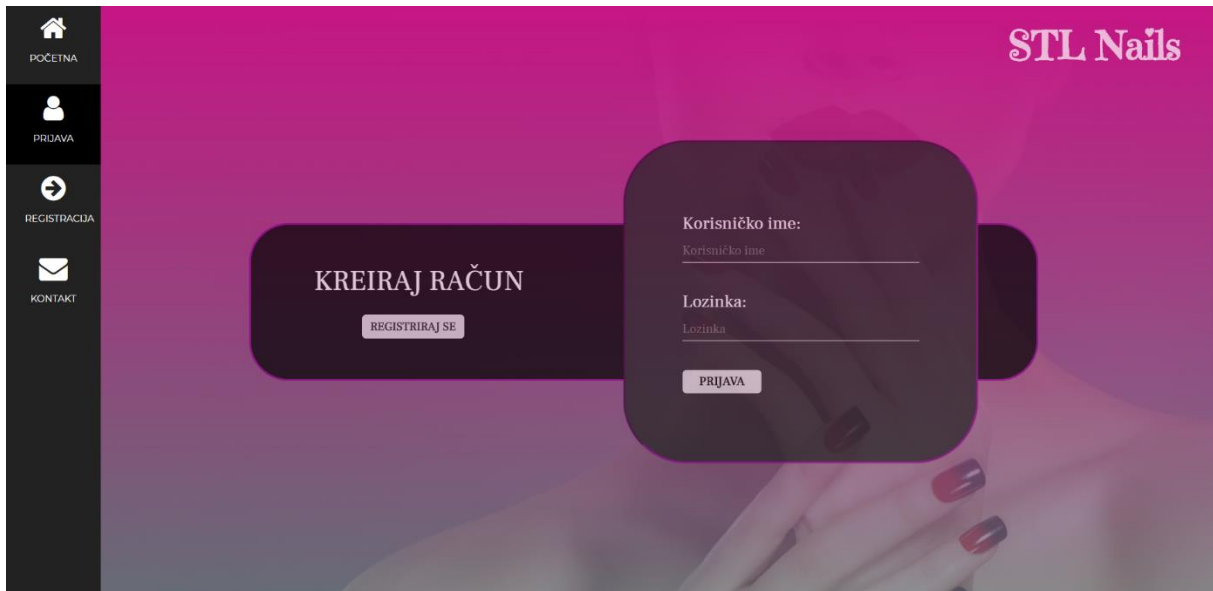 POČETNA
PRIJAVA
REGISTRACIJA
KONTAKT
STL Nails
KREIRAJ RAČUN
REGISTRIRAJ SE
Korisničko ime:
Korisničko ime
Lozinka:
Lozinka
PRIJAVA